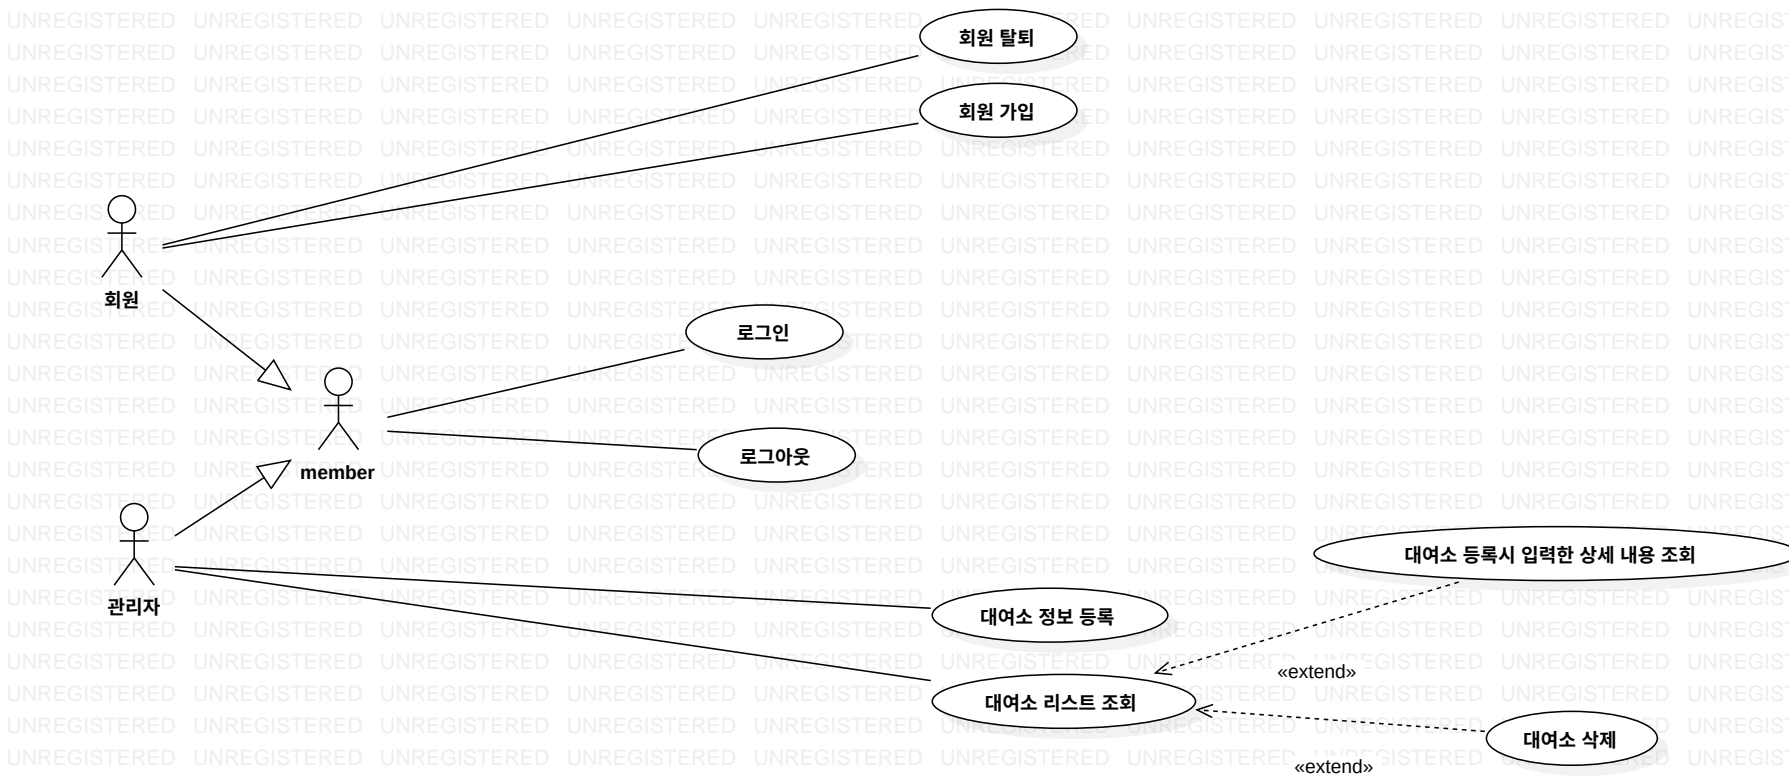 UNREGISTERED
회원 탈퇴
회원 가입
회원
로그인
member
로그아웃
관리자
대여소 등록시 입력한 상세 내용 조회
대여소 정보 등록
«extend»
대여소 리스트 조회
대여소 삭제
«extend»